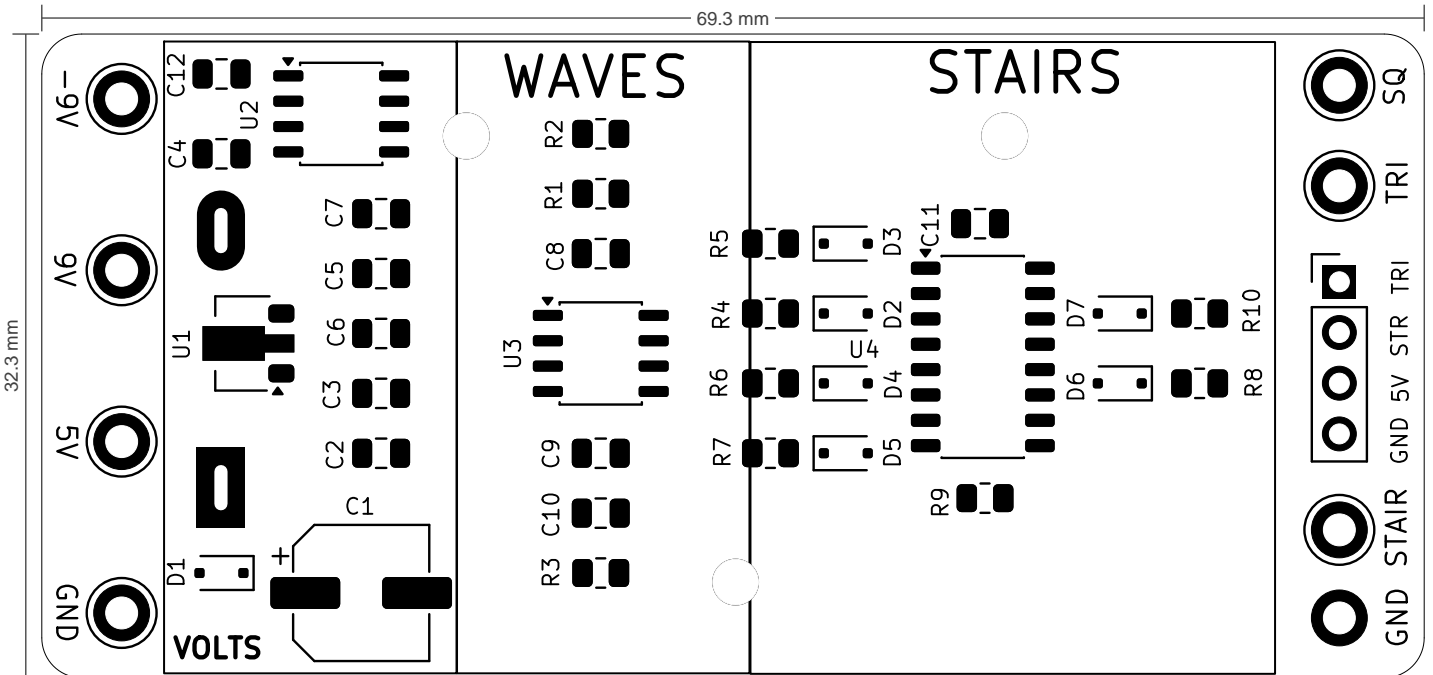 69.3 mm
32.3 mm
-9V
9V
5V
GND
C12
U2
C4
C7
C5
U1
C6
C3
C2
C1
+
D1
VOLTS
WAVES
R2
R1
C8
U3
C9
C10
R3
STAIRS
C11
R5
D3
R4
D2
U4
R6
D4
R7
D5
D7
R10
D6
R8
R9
SQ
TRI
TRI
STR
5V
GND
STAIR
GND